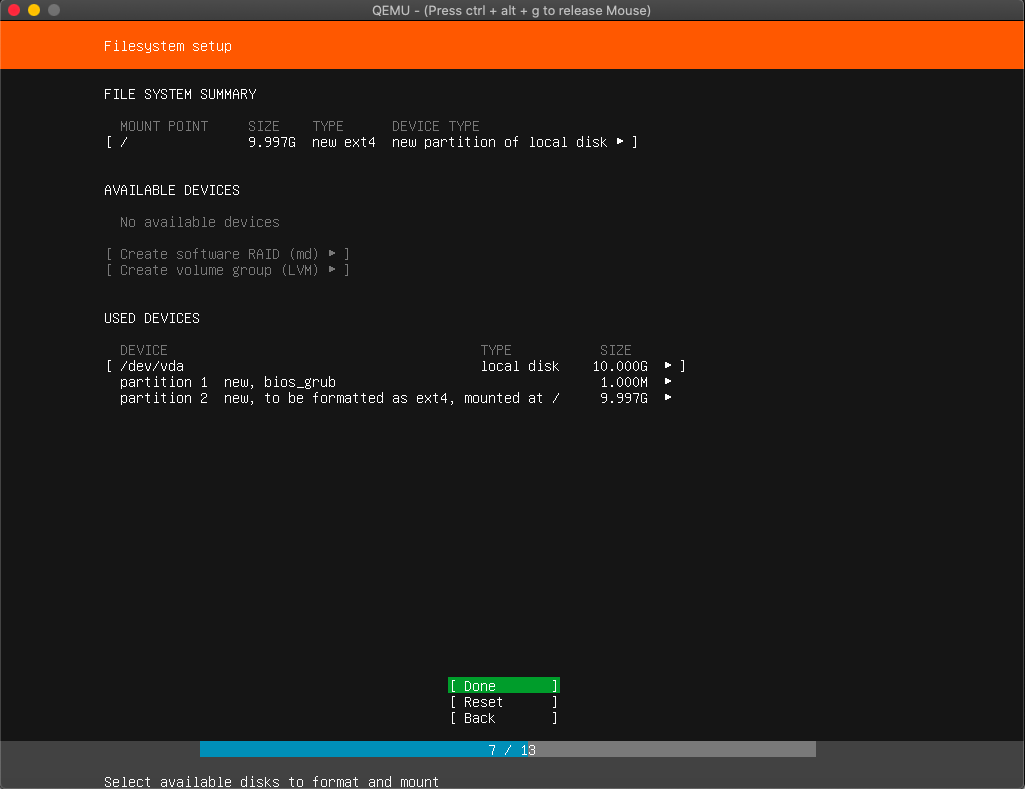 QEMU - (Press ctrl + alt + g to release Mouse)
Filesystem setup
FILE SYSTEM SUMMARY
MOUNT POINT SIZE TYPE DEVICE TYPE
[ / 9.997G new ext4 new partition of local disk ▸ ]
AVAILABLE DEVICES
No available devices
[ Create software RAID (md) ▸ ]
[ Create volume group (LVM) ▸ ]
USED DEVICES
DEVICE TYPE SIZE
[ /dev/vda local disk 10.000G ▸ ]
partition 1 new, bios_grub 1.000M ▸
partition 2 new, to be formatted as ext4, mounted at / 9.997G ▸
[ Done ]
[ Reset ]
[ Back ]
7 / 13
Select available disks to format and mount